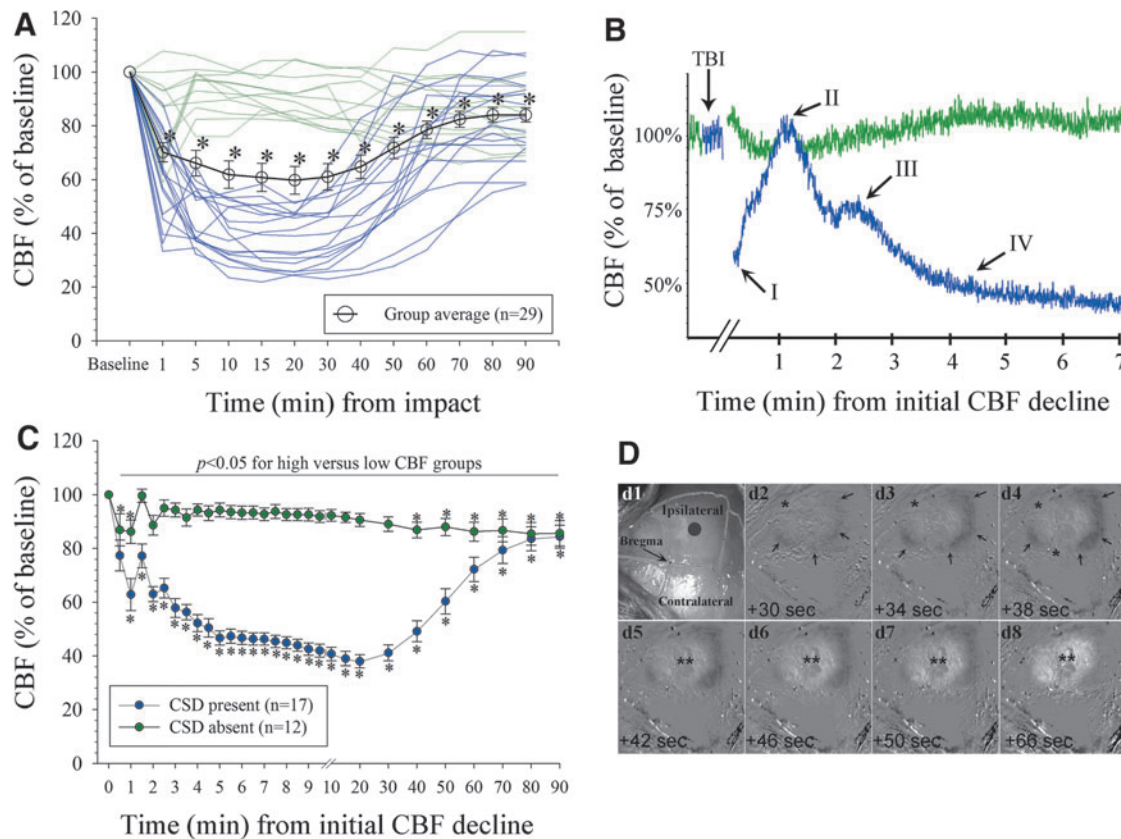 A
CBF (% of baseline)
120
100
80
60
40
20
0
* * * * * * * * * * * *
Group average (n=29)
Baseline 1 5 10 15 20 30 40 50 60 70 80 90
Time (min) from impact
B
CBF (% of baseline)
TBI
II
100%
III
75%
IV
50%
I
1 2 3 4 5 6 7
Time (min) from initial CBF decline
C
CBF (% of baseline)
120
100
80
60
40
20
0
p<0.05 for high versus low CBF groups
CSD present (n=17)
CSD absent (n=12)
0 1 2 3 4 5 6 7 8 9 10 20 30 40 50 60 70 80 90
Time (min) from initial CBF decline
D
d1 d2 d3 d4
* * *
Ipsilateral
Bregma
*
Contralateral
+30 sec +34 sec +38 sec
d5 d6 d7 d8
** ** ** **
+42 sec +46 sec +50 sec +66 sec